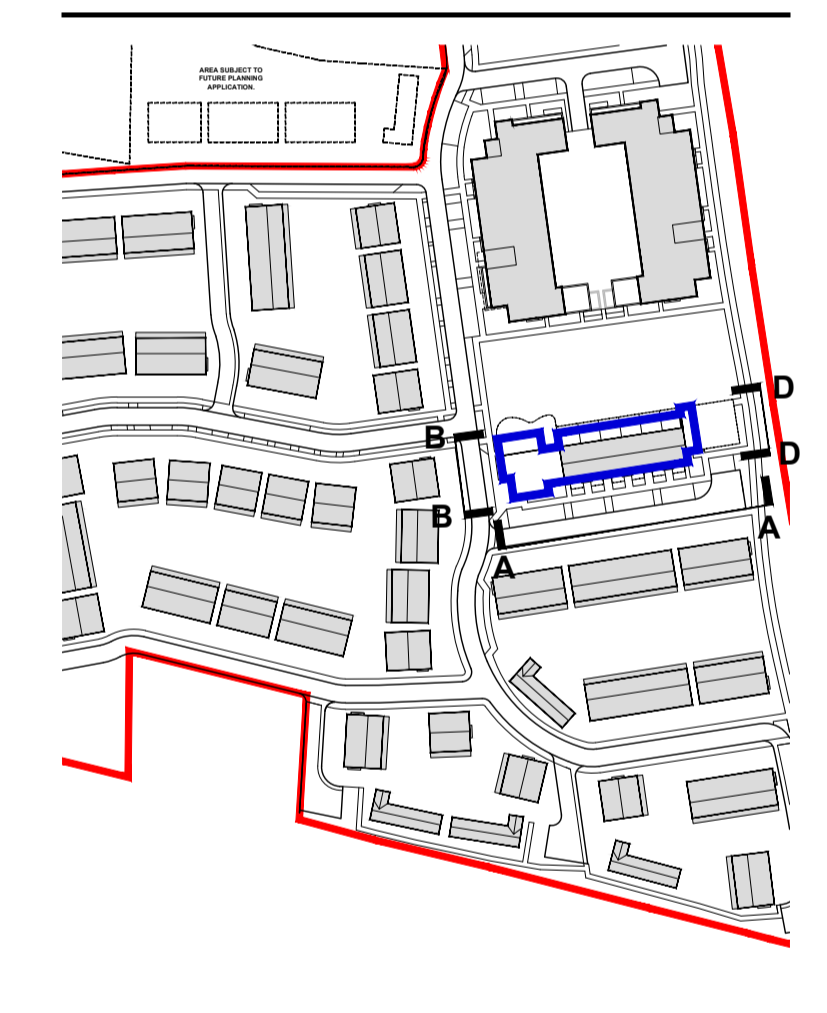 AREA SUBJECT TO
FUTURE PLANNING
APPLICATION.
D
B
D
B
A
A